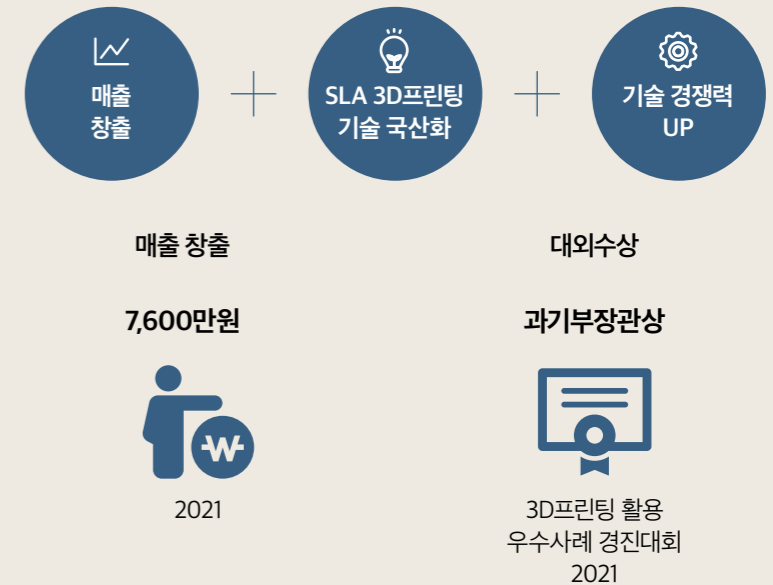 매출
창출
SLA 3D프린팅
기술 국산화
기술 경쟁력
UP
매출 창출
대외수상
7,600만원
과기부장관상
₩
2021
3D프린팅 활용
우수사례 경진대회
2021